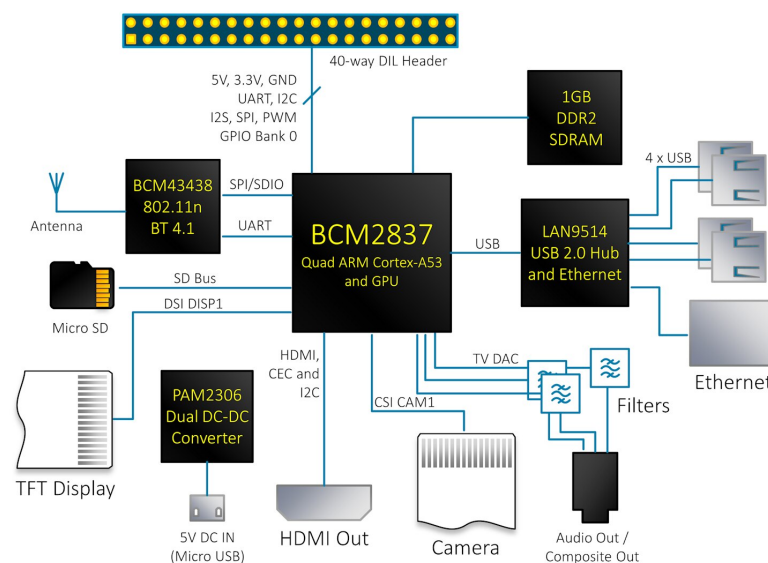 40-way DIL Header
5V, 3.3V, GND
UART, I2C
I2S, SPI, PWM
GPIO Bank 0
1GB
DDR2
SDRAM
4 x USB
BCM43438
802.11n
BT 4.1
SPI/SDIO
UART
Antenna
BCM2837
Quad ARM Cortex-A53
and GPU
USB
LAN9514
USB 2.0 Hub
and Ethernet
SD Bus
DSI DISP1
Micro SD
HDMI,
CEC and
I2C
TV DAC
Ethernet
PAM2306
Dual DC-DC
Converter
CSI CAM1
Filters
TFT Display
5V DC IN
(Micro USB)
HDMI Out
Camera
Audio Out /
Composite Out